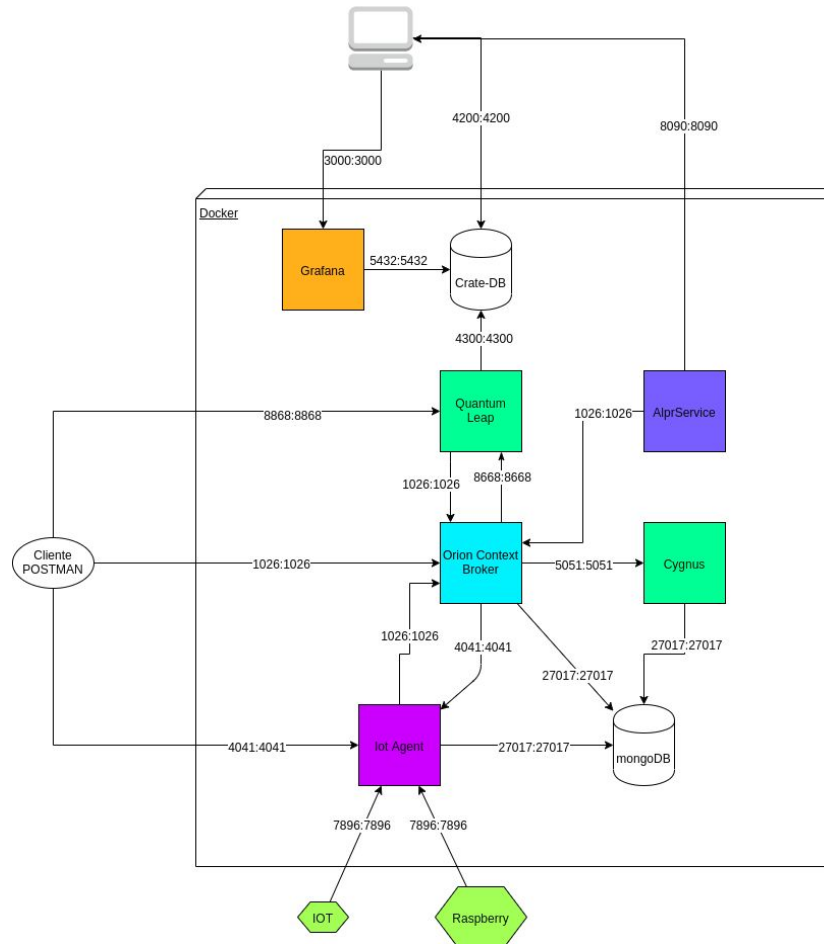 4200:4200
8090:8090
3000:3000
Docker
Grafana
5432:5432
Crate-DB
4300:4300
Quantum
Leap
AlprService
8868:8868
1026:1026
1026:1026
8668:8668
Cliente
POSTMAN
1026:1026
Orion Context
Broker
5051:5051
Cygnus
1026:1026
4041:4041
27017:27017
27017:27017
4041:4041
Iot Agent
27017:27017
mongoDB
7896:7896
7896:7896
IOT
Raspberry